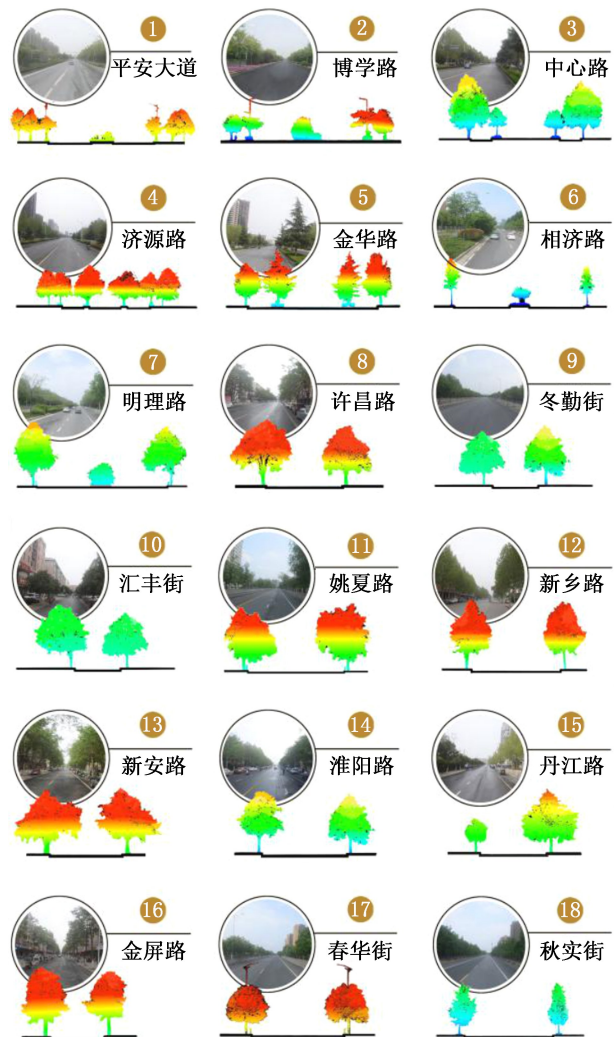 1
平安大道
2
博学路
3
中心路
4
济源路
5
金华路
6
相济路
7
明理路
8
许昌路
9
冬勤街
10
汇丰街
11
姚夏路
12
新乡路
13
新安路
14
淮阳路
15
丹江路
16
金屏路
17
春华街
18
秋实街